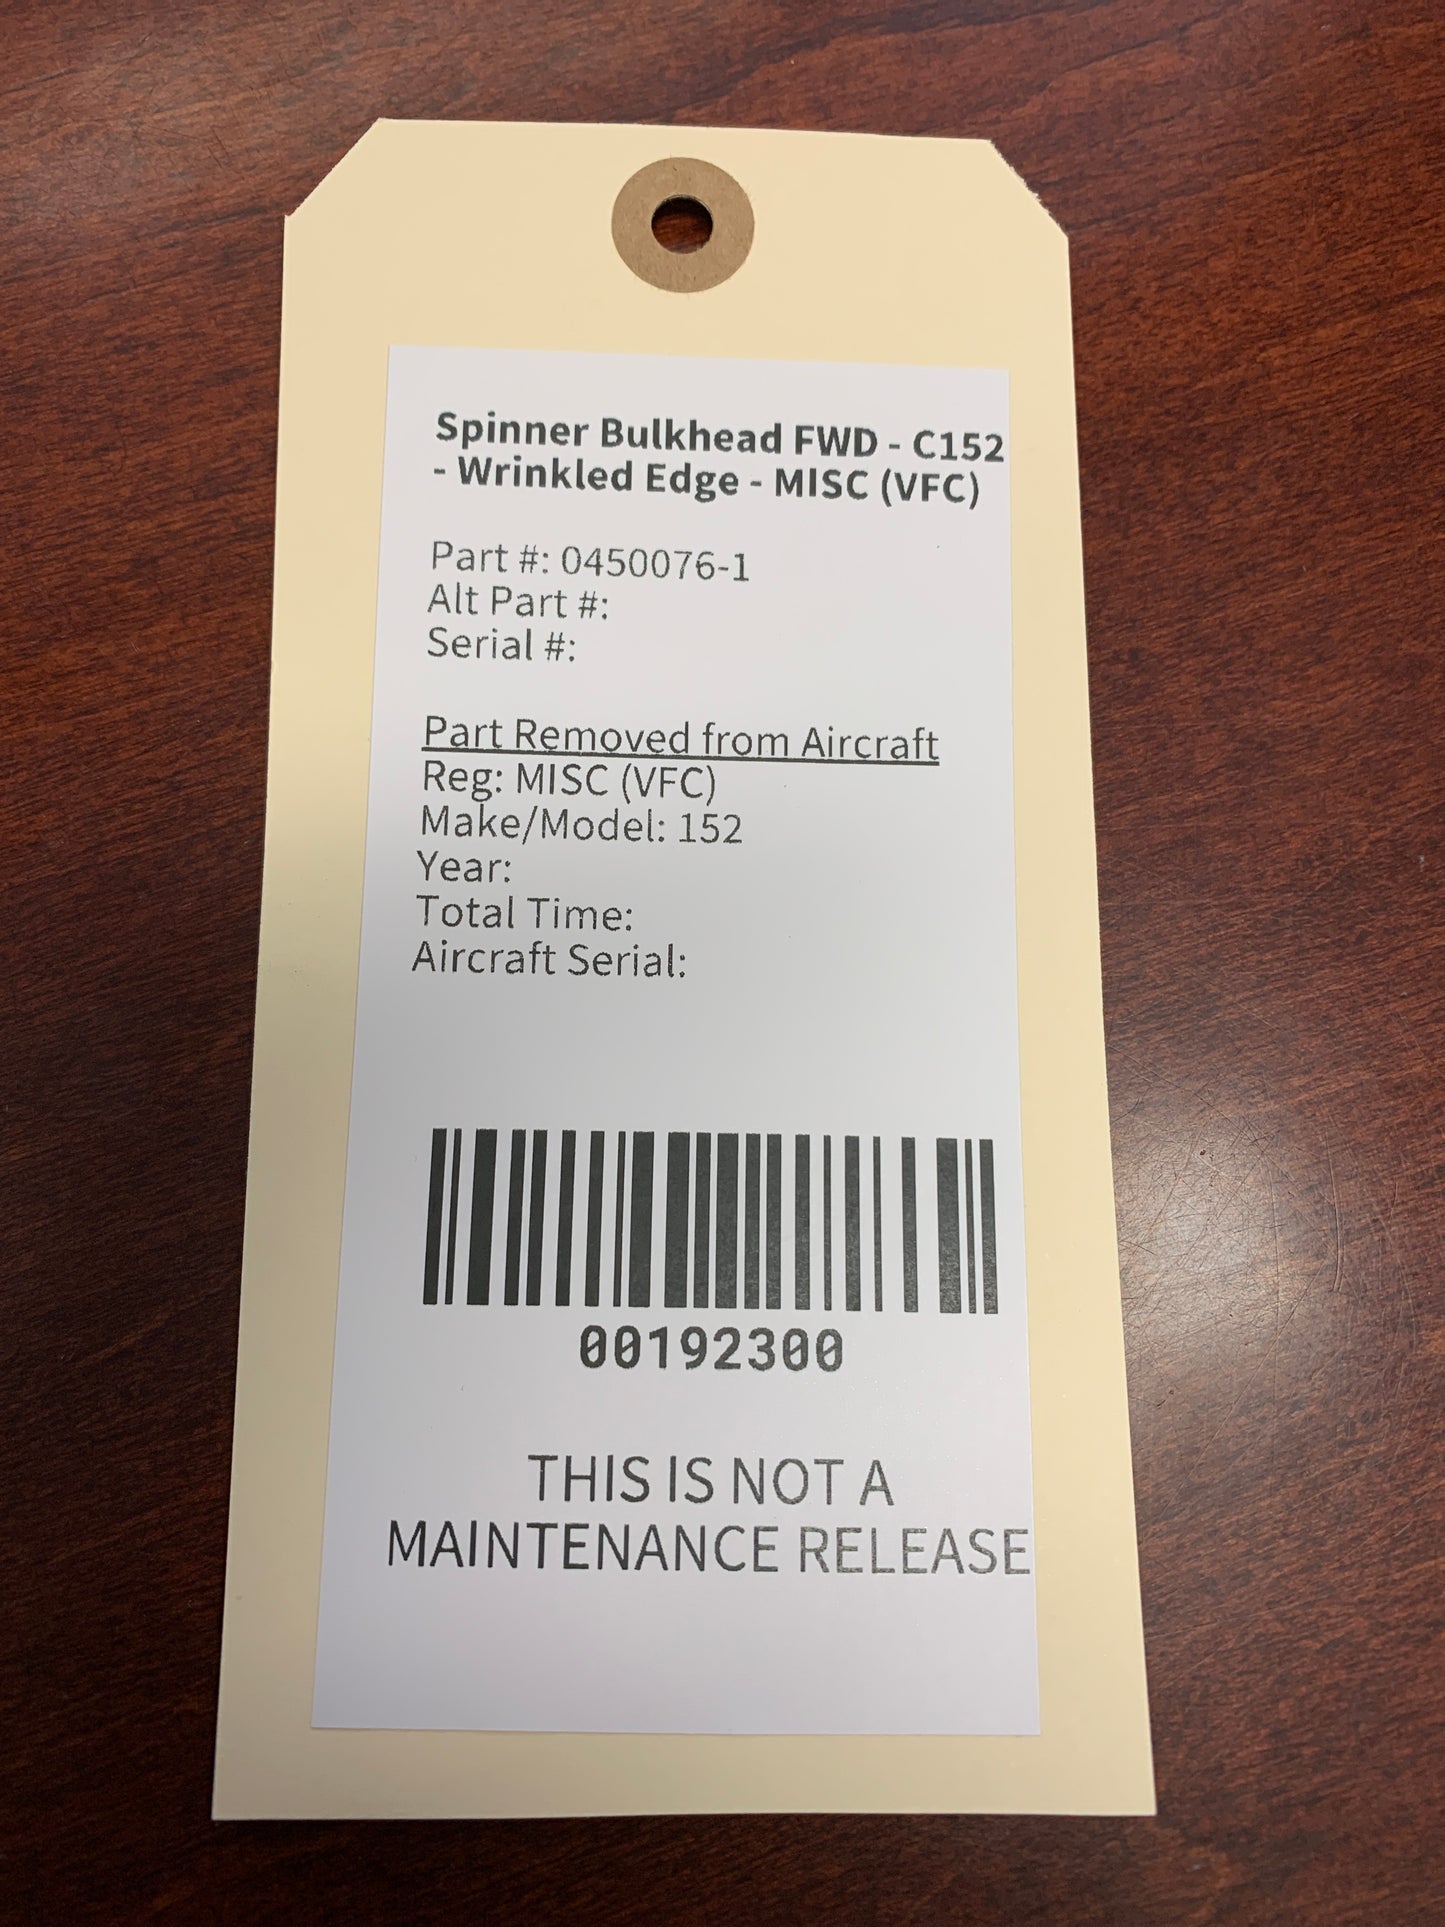 Spinner Bulkhead FWD - C152
- Wrinkled Edge - MISC (VFC)
Part #: 0450076-1
Alt Part #:
Serial #:
Part Removed from Aircraft
Reg: MISC (VFC)
Make/Model: 152
Year:
Total Time:
Aircraft Serial:
00192300
THIS IS NOT A
MAINTENANCE RELEASE